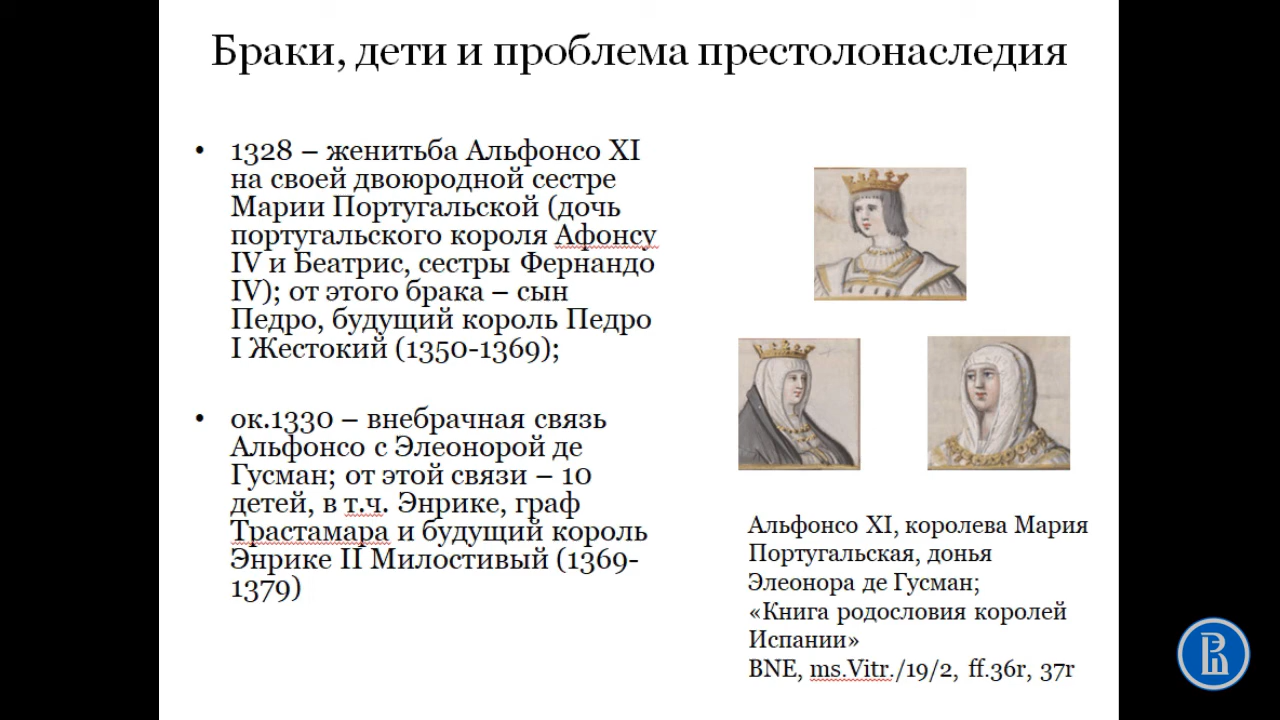 Браки, дети и проблема престолонаследия
• 1328 – женитьба Альфонсо XI
на своей двоюродной сестре
Марии Португальской (дочь
португальского короля Афонсу
IV и Беатрис, сестры Фернандо
IV); от этого брака – сын
Педро, будущий король Педро
I Жестокий (1350-1369);
• ок.1330 – внебрачная связь
Альфонсо с Элеонорой де
Гусман; от этой связи – 10
детей, в т.ч. Энрике, граф
Трастамара и будущий король
Энрике II Милостивый (1369-
1379)
Альфонсо XI, королева Мария
Португальская, донья
Элеонора де Гусман;
«Книга родословия королей
Испании»
BNE, ms.Vitr./19/2, ff.36r, 37r